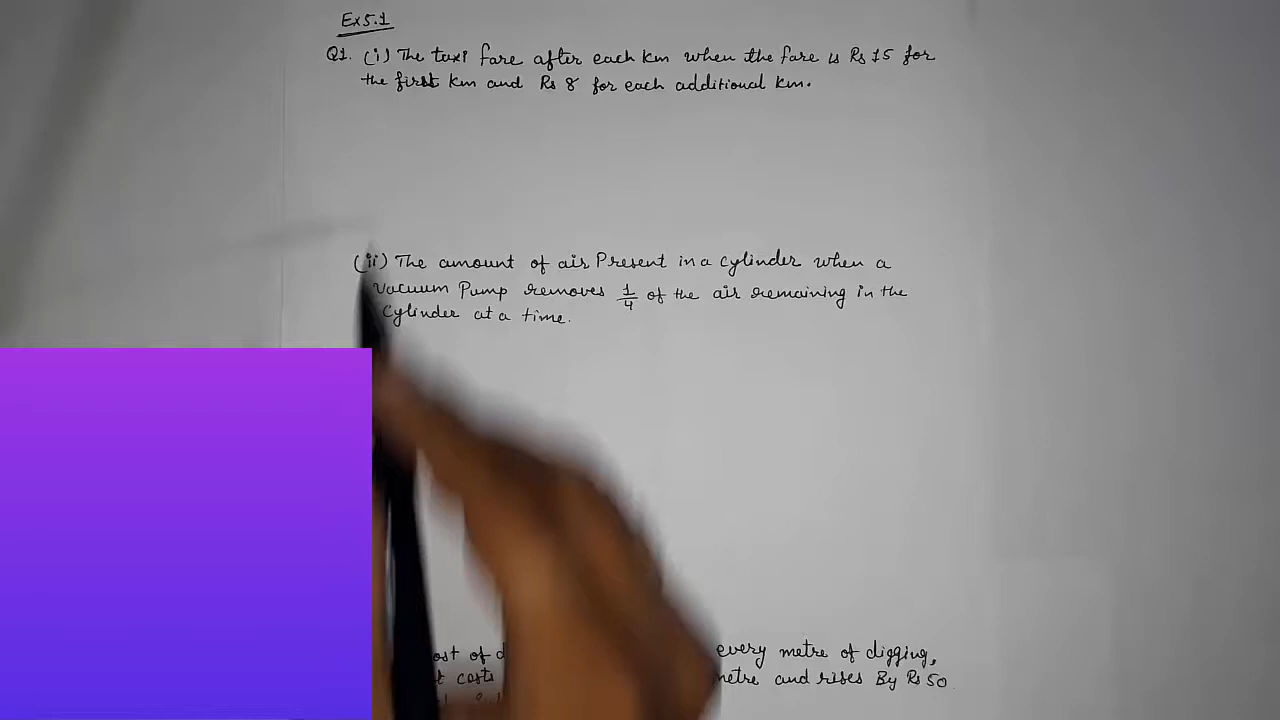 Ex 5.1
Q1. (i) The taxi fare after each km when the fare is Rs 15 for
the first km and Rs 8 for each additional km.
(ii) The amount of air Present in a cylinder when a
vacuum Pump removes 1/4 of the air remaining in the
cylinder at a time.
of every metre of digging,
costs metre and rises By Rs 50